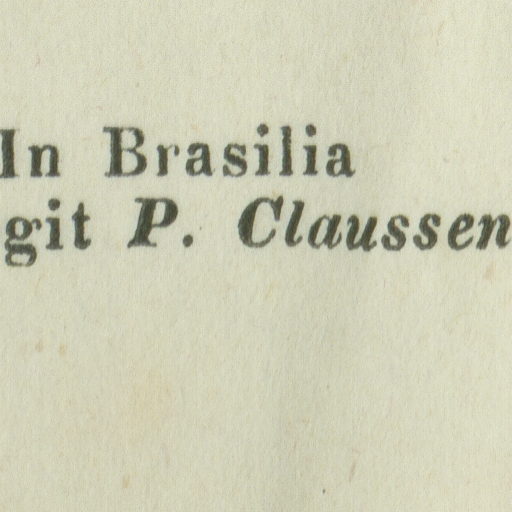 In Brasilia
git P. Claussen